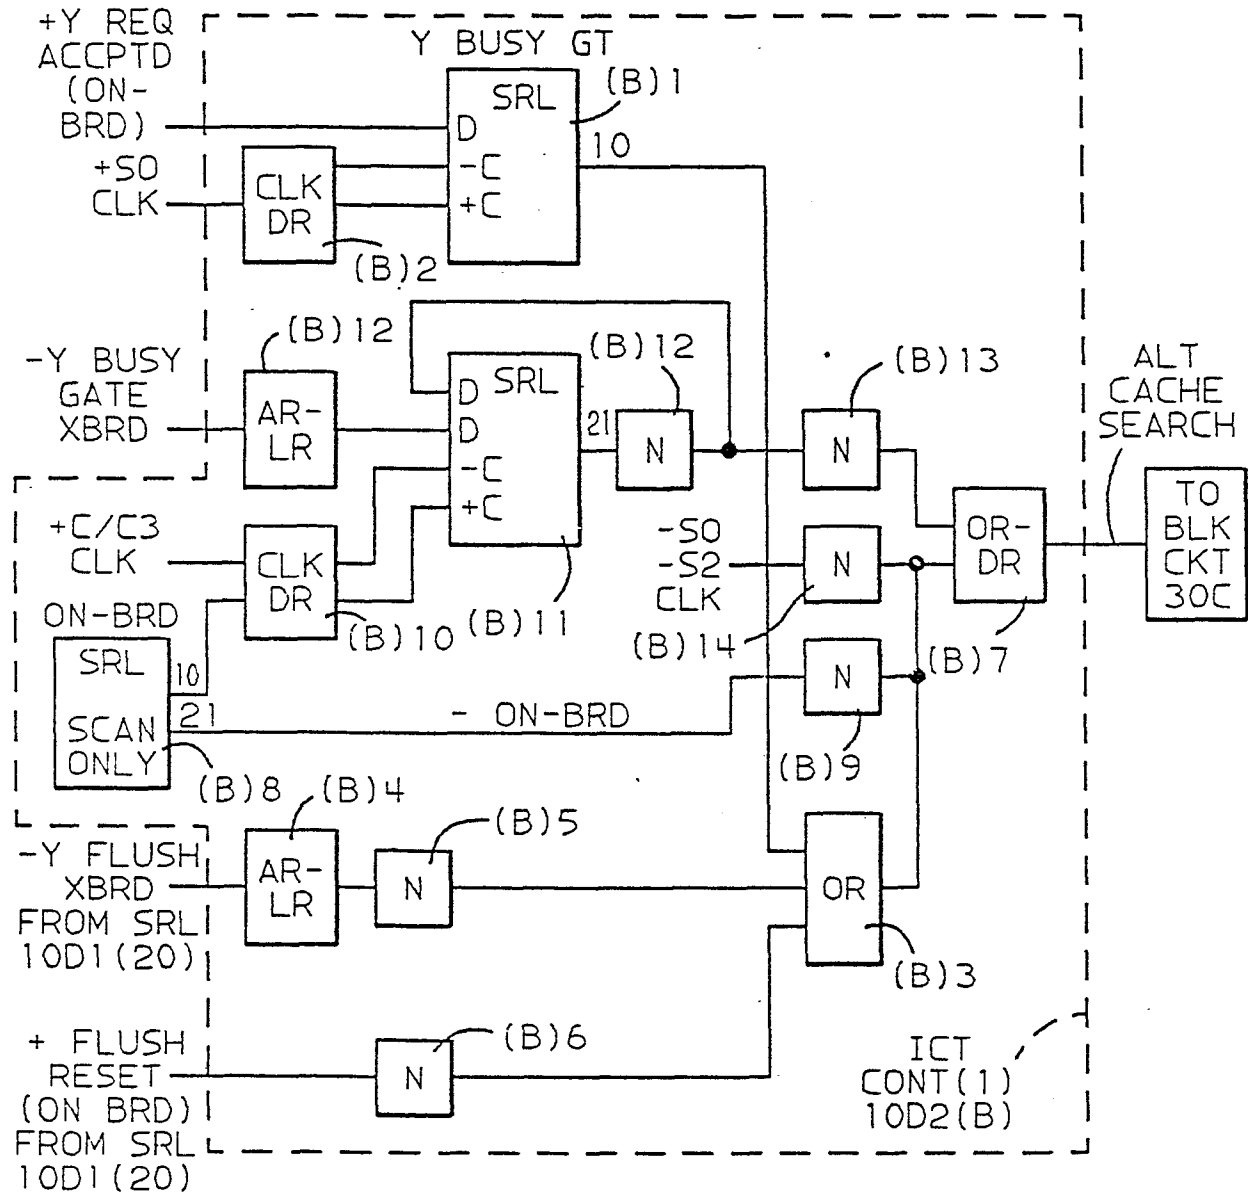 +Y REQ
ACCPTD
(ON-
BRD)
Y BUSY GT
SRL
(B)1
D
-C
+C
10
+S0
CLK
CLK
DR
(B)2
-Y BUSY
GATE
XBRD
(B)12
AR-
LR
SRL
D
D
-C
+C
21
(B)12
N
(B)13
N
ALT
CACHE
SEARCH
+C/C3
CLK
CLK
DR
(B)10
(B)11
-S0
-S2
CLK
N
(B)14
OR-
DR
(B)7
TO
BLK
CKT
30C
ON-BRD
SRL
SCAN
ONLY
10
21
(B)8
- ON-BRD
N
(B)9
-Y FLUSH
XBRD
FROM SRL
10D1(20)
(B)4
AR-
LR
(B)5
N
OR
(B)3
+ FLUSH
RESET
(ON BRD)
FROM SRL
10D1(20)
(B)6
N
ICT
CONT(1)
10D2(B)